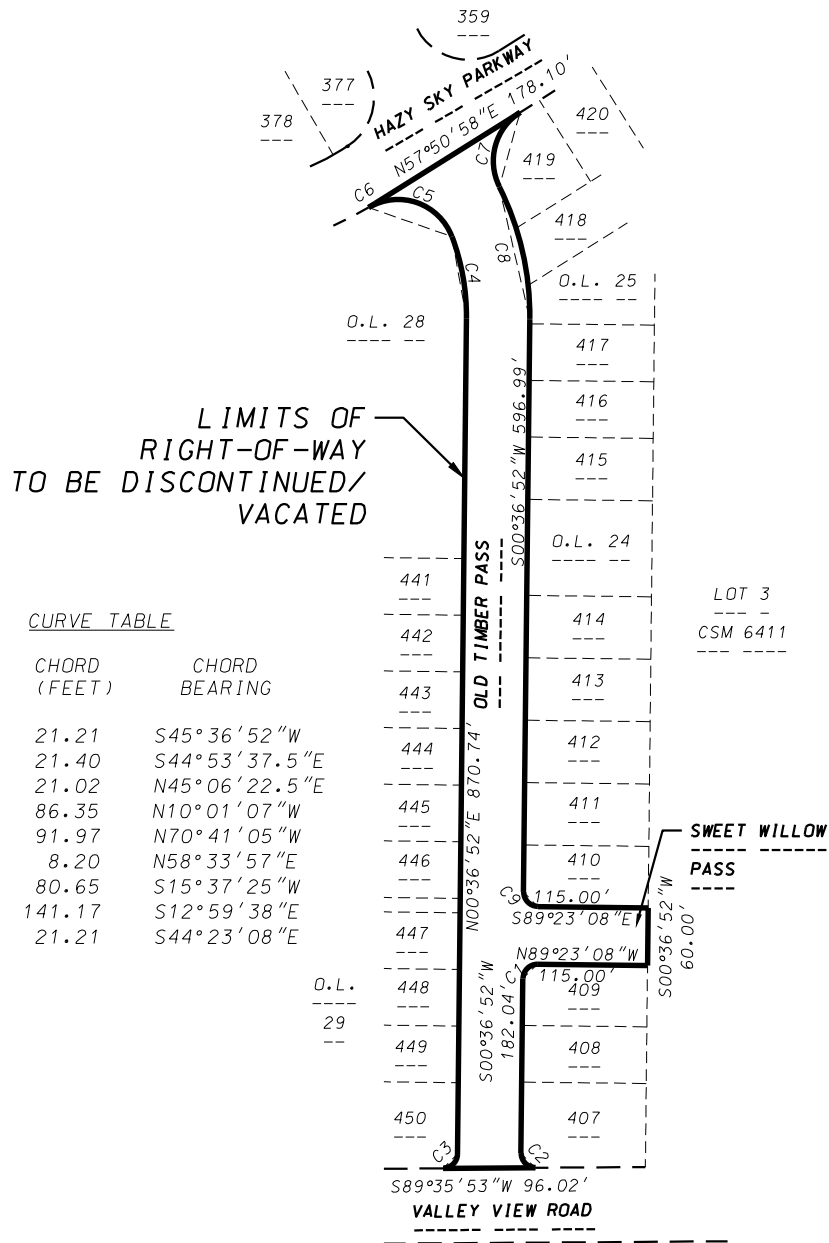 359
377
378
HAZY SKY PARKWAY
N57°50'58"E 178.10'
420
419
418
C7
C6
C5
C4
C8
O.L. 28
O.L. 25
417
416
415
S00°36'52"W 596.99'
LIMITS OF
RIGHT-OF-WAY
TO BE DISCONTINUED/
VACATED
OLD TIMBER PASS
O.L. 24
441
442
443
444
445
446
447
448
449
450
414
413
412
411
410
LOT 3
CSM 6411
N00°36'52"E 870.74'
CURVE TABLE
CHORD
(FEET)
CHORD
BEARING
21.21 S45°36'52"W
21.40 S44°53'37.5"E
21.02 N45°06'22.5"E
86.35 N10°01'07"W
91.97 N70°41'05"W
8.20 N58°33'57"E
80.65 S15°37'25"W
141.17 S12°59'38"E
21.21 S44°23'08"E
SWEET WILLOW
PASS
C9
115.00'
S89°23'08"E
S00°36'52"W
60.00'
N89°23'08"W
115.00'
C1
O.L.
29
S00°36'52"W
182.04'
409
408
407
C3
C2
S89°35'53"W 96.02'
VALLEY VIEW ROAD